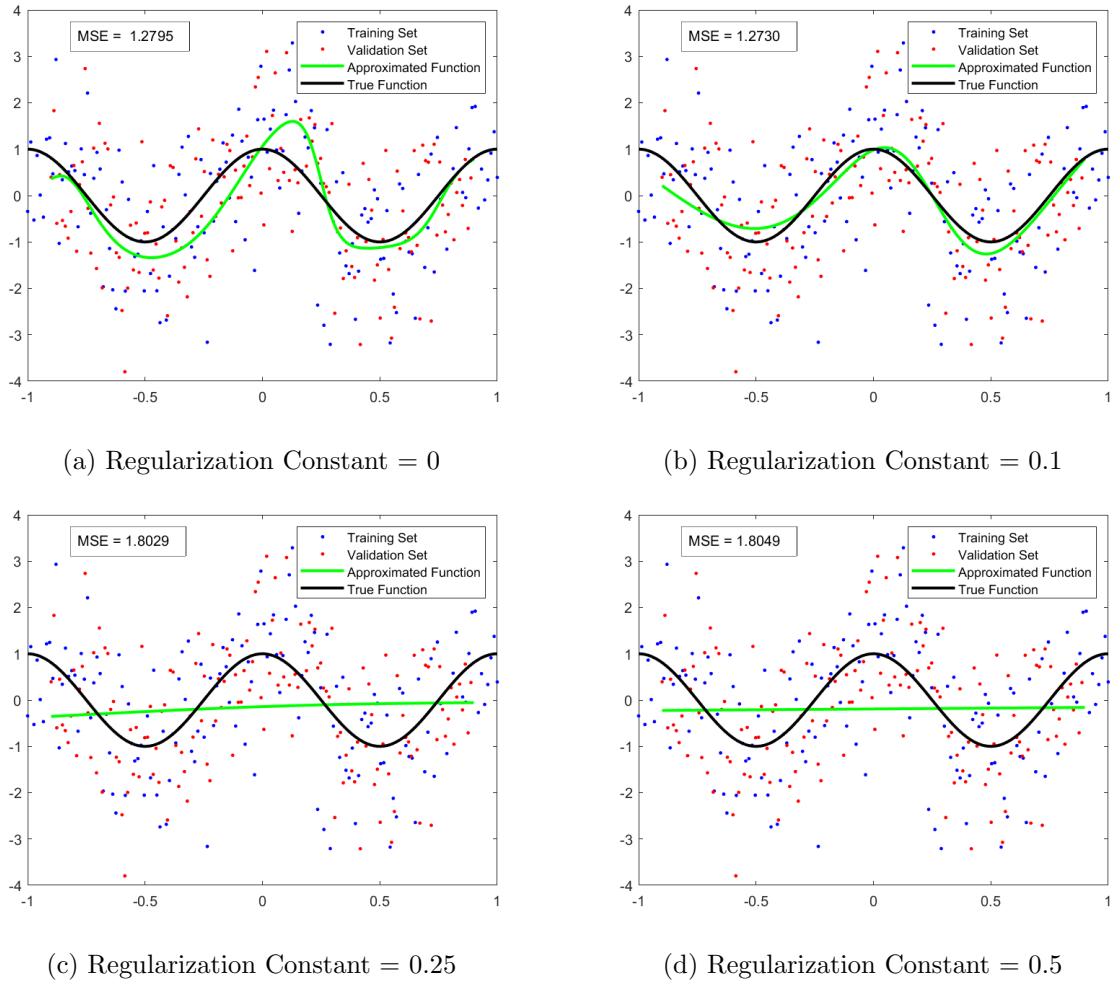 MSE = 1.2795
Training Set
Validation Set
Approximated Function
True Function
4
3
2
1
0
-1
-2
-3
-4
-1
-0.5
0
0.5
1
(a) Regularization Constant = 0
MSE = 1.2730
Training Set
Validation Set
Approximated Function
True Function
4
3
2
1
0
-1
-2
-3
-4
-1
-0.5
0
0.5
1
(b) Regularization Constant = 0.1
MSE = 1.8029
Training Set
Validation Set
Approximated Function
True Function
4
3
2
1
0
-1
-2
-3
-4
-1
-0.5
0
0.5
1
(c) Regularization Constant = 0.25
MSE = 1.8049
Training Set
Validation Set
Approximated Function
True Function
4
3
2
1
0
-1
-2
-3
-4
-1
-0.5
0
0.5
1
(d) Regularization Constant = 0.5